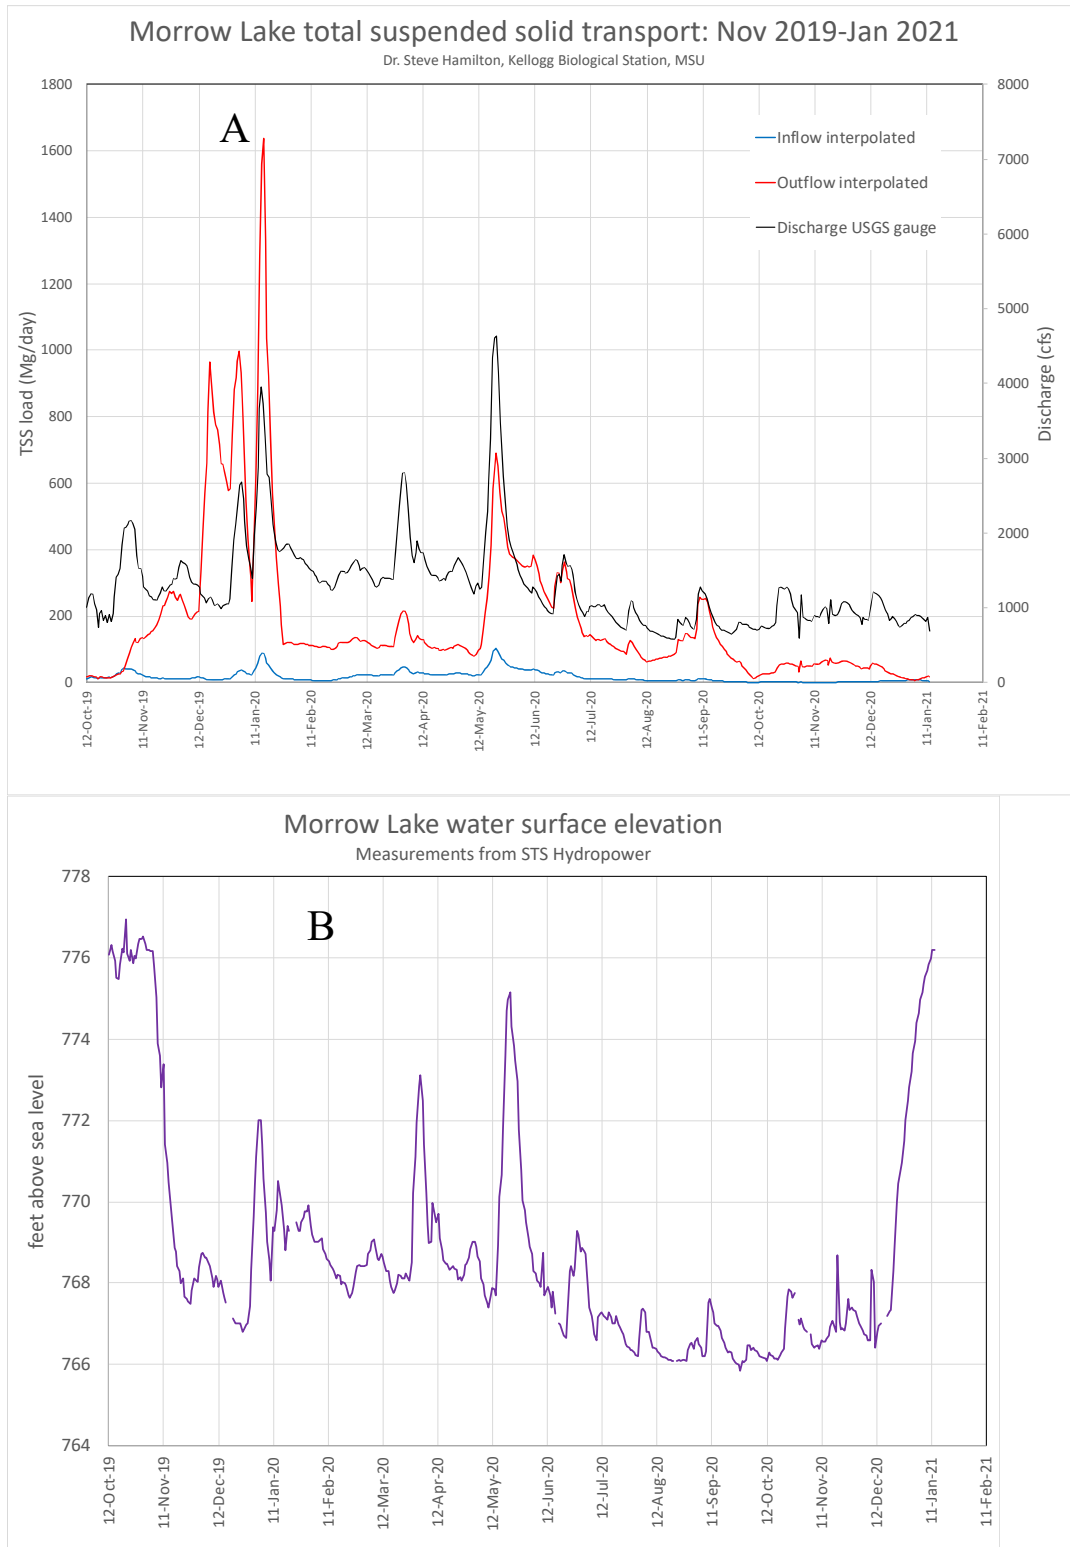 Morrow Lake total suspended solid transport: Nov 2019-Jan 2021
Dr. Steve Hamilton, Kellogg Biological Station, MSU
A
TSS load (Mg/day)
1800
1600
1400
1200
1000
800
600
400
200
0
Inflow interpolated
Outflow interpolated
Discharge USGS gauge
8000
7000
6000
5000
4000
3000
2000
1000
0
Discharge (cfs)
12-Oct-19
11-Nov-19
12-Dec-19
11-Jan-20
11-Feb-20
12-Mar-20
12-Apr-20
12-May-20
12-Jun-20
12-Jul-20
12-Aug-20
11-Sep-20
12-Oct-20
11-Nov-20
12-Dec-20
11-Jan-21
11-Feb-21
Morrow Lake water surface elevation
Measurements from STS Hydropower
B
feet above sea level
778
776
774
772
770
768
766
764
12-Oct-19
11-Nov-19
12-Dec-19
11-Jan-20
11-Feb-20
12-Mar-20
12-Apr-20
12-May-20
12-Jun-20
12-Jul-20
12-Aug-20
11-Sep-20
12-Oct-20
11-Nov-20
12-Dec-20
11-Jan-21
11-Feb-21